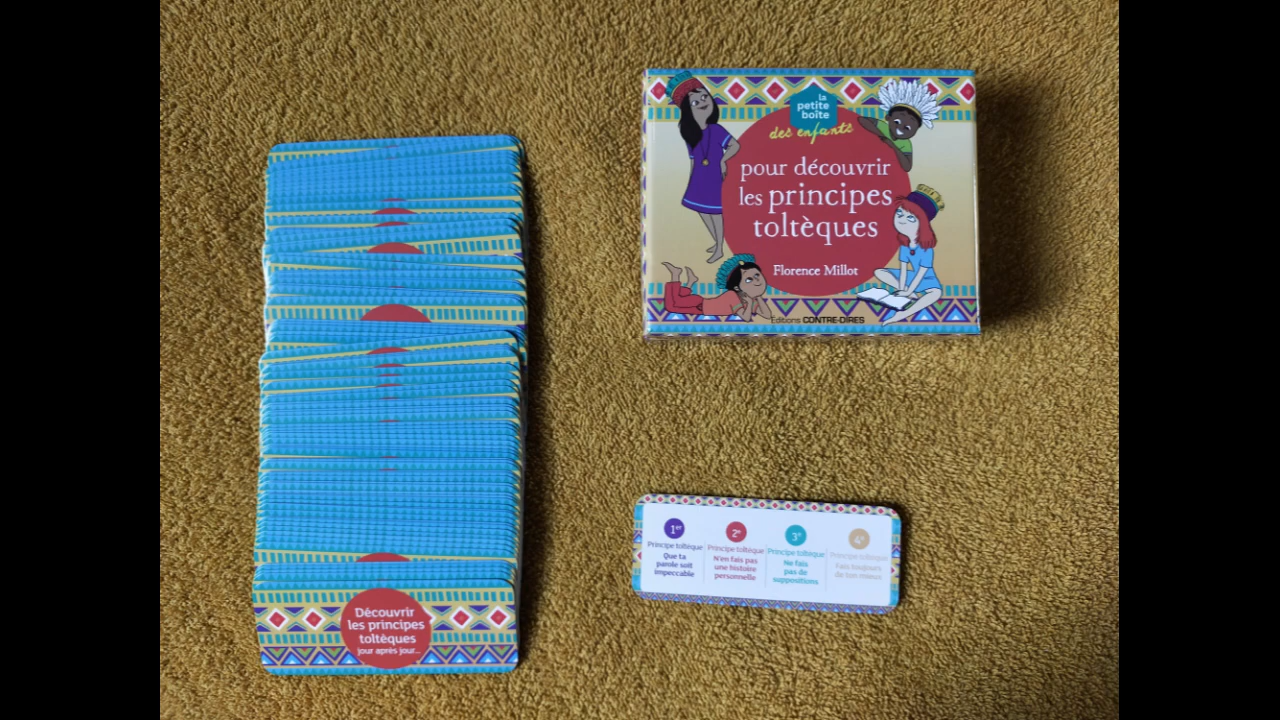 la
petite
boîte
des enfants
pour découvrir
les principes
toltèques
Florence Millot
Éditions CONTRE-DIRES
1er
Principe toltèque
Que ta
parole soit
impeccable
2e
Principe toltèque
N'en fais pas
une histoire
personnelle
3e
Principe toltèque
Ne fais
pas de
suppositions
4e
Principe toltèque
Fais toujours
de ton mieux
Découvrir
les principes
toltèques
jour après jour...